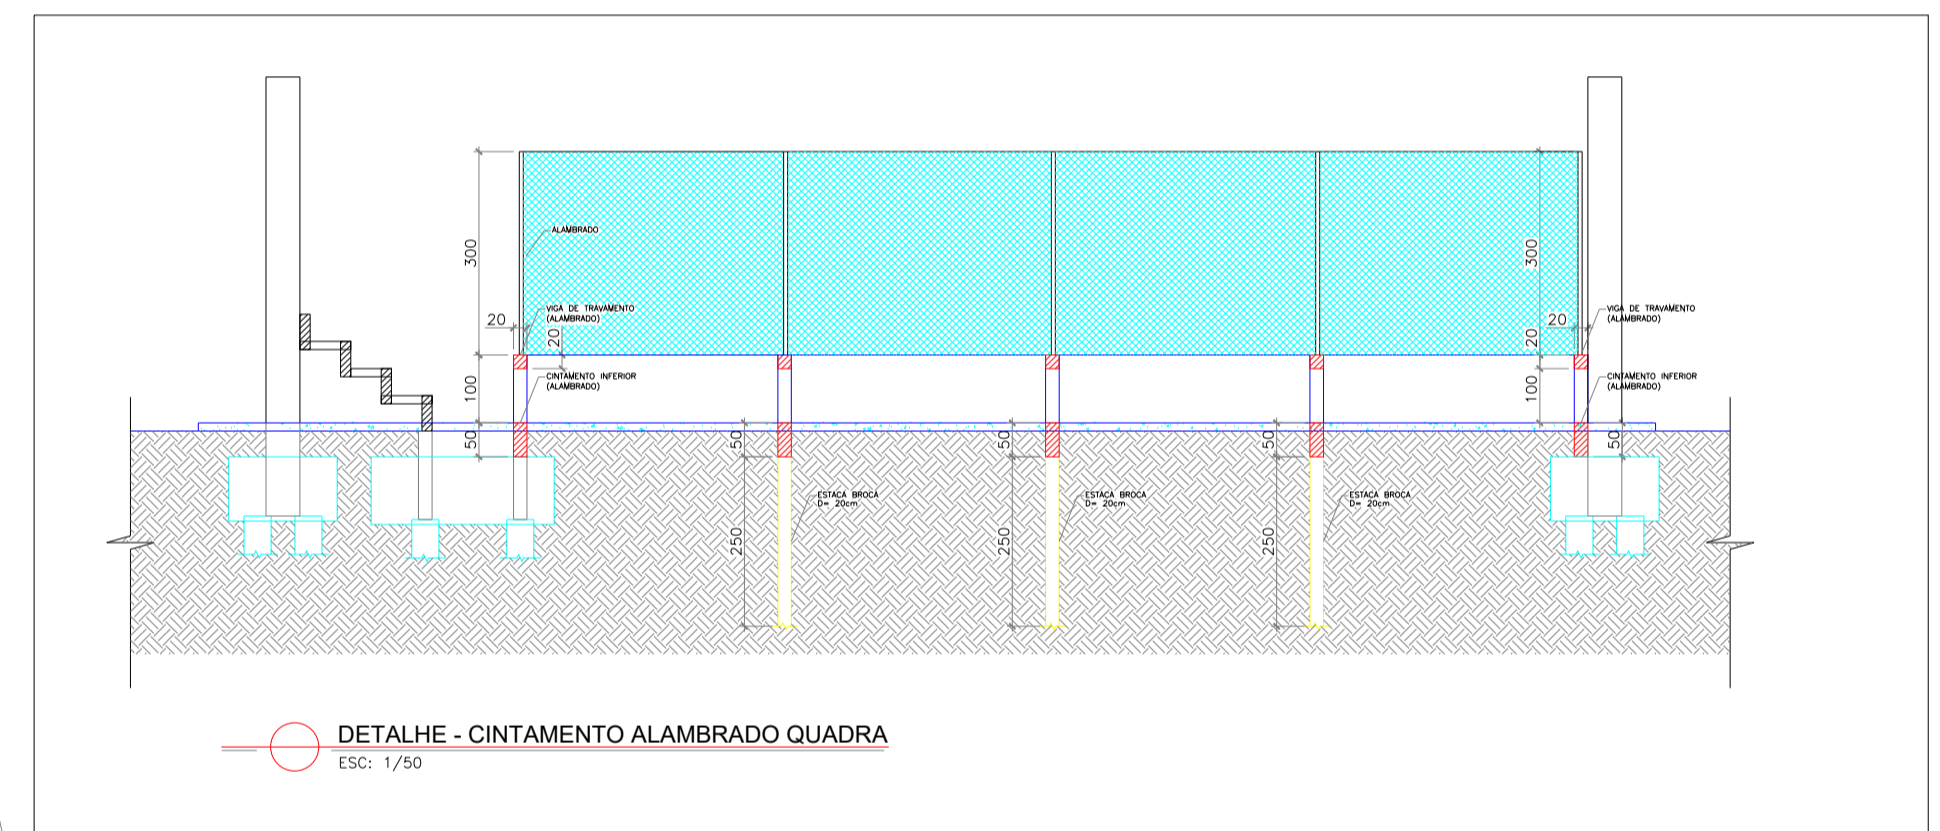 300
ALAMBRADO
VIGA DE TRAVAMENTO
(ALAMBRADO)
20
20
CINTAMENTO INFERIOR
(ALAMBRADO)
100
50
300
VIGA DE TRAVAMENTO
(ALAMBRADO)
20
20
CINTAMENTO INFERIOR
(ALAMBRADO)
100
50
50
50
50
ESTACA BROCA
D= 20cm
250
ESTACA BROCA
D= 20cm
250
ESTACA BROCA
D= 20cm
250
DETALHE - CINTAMENTO ALAMBRADO QUADRA
ESC: 1/50